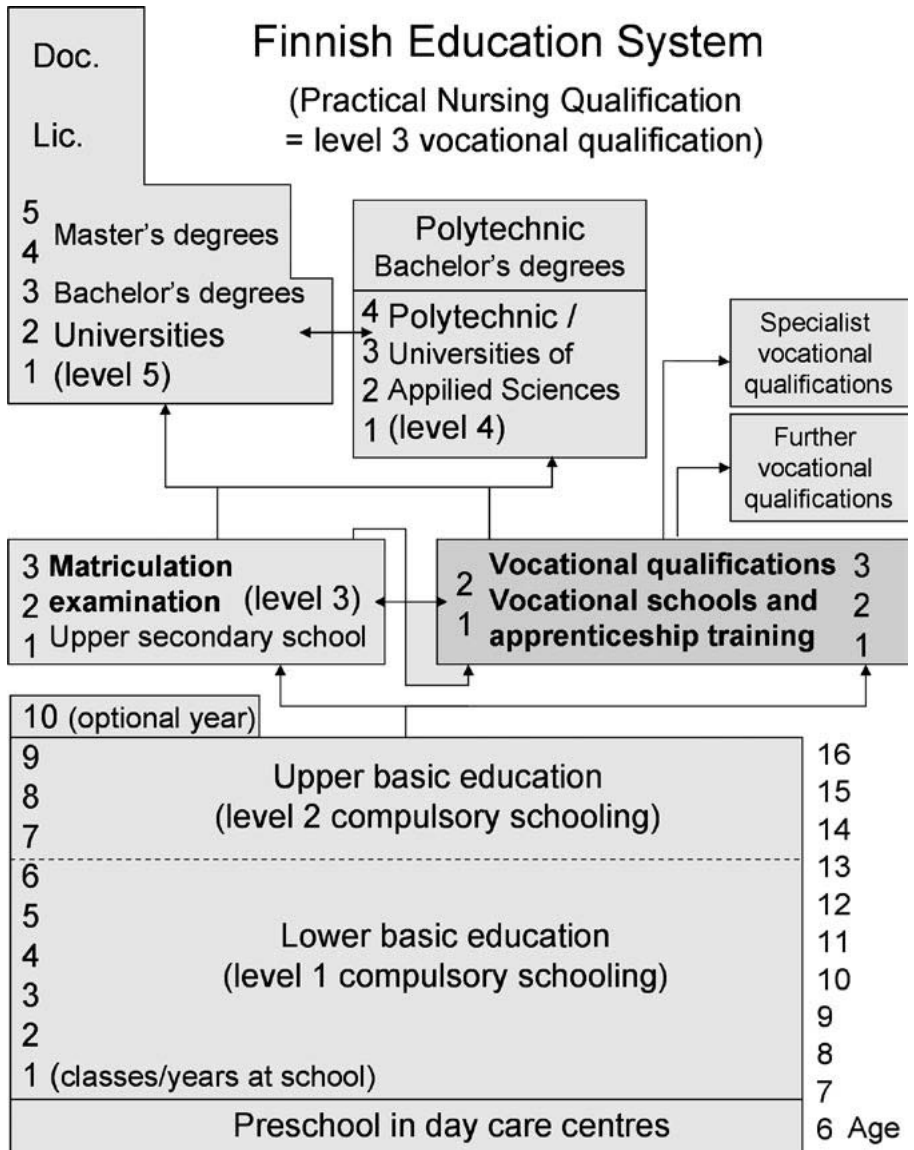 Finnish Education System
(Practical Nursing Qualification
= level 3 vocational qualification)
Doc.
Lic.
5
4 Master's degrees
3 Bachelor's degrees
2 Universities
1 (level 5)
Polytechnic
Bachelor's degrees
4 Polytechnic /
3 Universities of
2 Appilied Sciences
1 (level 4)
Specialist
vocational
qualifications
Further
vocational
qualifications
3 Matriculation
2 examination (level 3)
1 Upper secondary school
2
1
Vocational qualifications 3
Vocational schools and 2
apprenticeship training 1
10 (optional year)
9
8
7
Upper basic education
(level 2 compulsory schooling)
6
5
4
3
2
1 (classes/years at school)
Lower basic education
(level 1 compulsory schooling)
Preschool in day care centres
16
15
14
13
12
11
10
9
8
7
6 Age